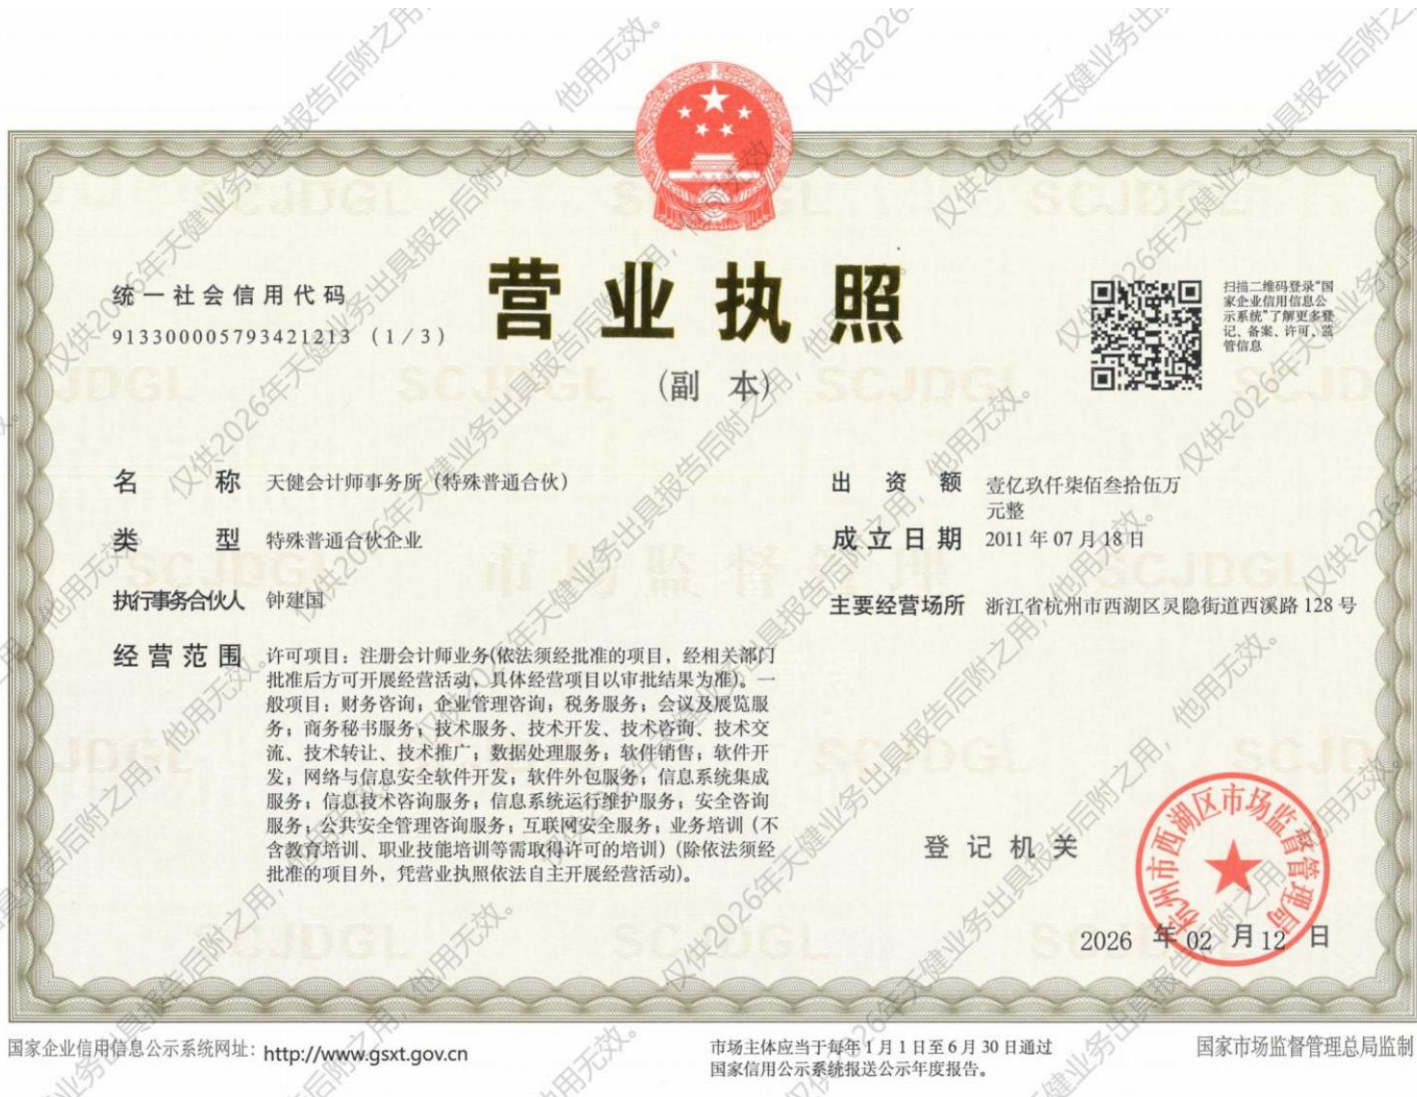 营业执照
(副 本)
统一社会信用代码
913300005793421213 (1/3)
扫描二维码登录“国
家企业信用信息公
示系统”了解更多登
记、备案、许可、监
管信息
名 称 天健会计师事务所（特殊普通合伙）
类 型 特殊普通合伙企业
执行事务合伙人 钟建国
经营范围 许可项目：注册会计师业务(依法须经批准的项目，经相关部门
批准后方可开展经营活动，具体经营项目以审批结果为准)。一
般项目：财务咨询；企业管理咨询；税务服务；会议及展览服
务；商务秘书服务；技术服务、技术开发、技术咨询、技术交
流、技术转让、技术推广；数据处理服务；软件销售；软件开
发；网络与信息安全软件开发；软件外包服务；信息系统集成
服务；信息技术咨询服务；信息系统运行维护服务；安全咨询
服务；公共安全管理咨询服务；互联网安全服务；业务培训（不
含教育培训、职业技能培训等需取得许可的培训）(除依法须经
批准的项目外，凭营业执照依法自主开展经营活动)。
出 资 额 壹亿玖仟柒佰叁拾伍万
元整
成立日期 2011 年 07 月 18 日
主要经营场所 浙江省杭州市西湖区灵隐街道西溪路 128 号
登记机关
杭州市西湖区市场监督管理局
2026 年 02 月 12 日
国家企业信用信息公示系统网址：http://www.gsxt.gov.cn
市场主体应当于每年 1 月 1 日至 6 月 30 日通过
国家信用公示系统报送公示年度报告。
国家市场监督管理总局监制
SCJDGL
市场监督管理
仅供2026年天健业务出具报告后附之用，他用无效。